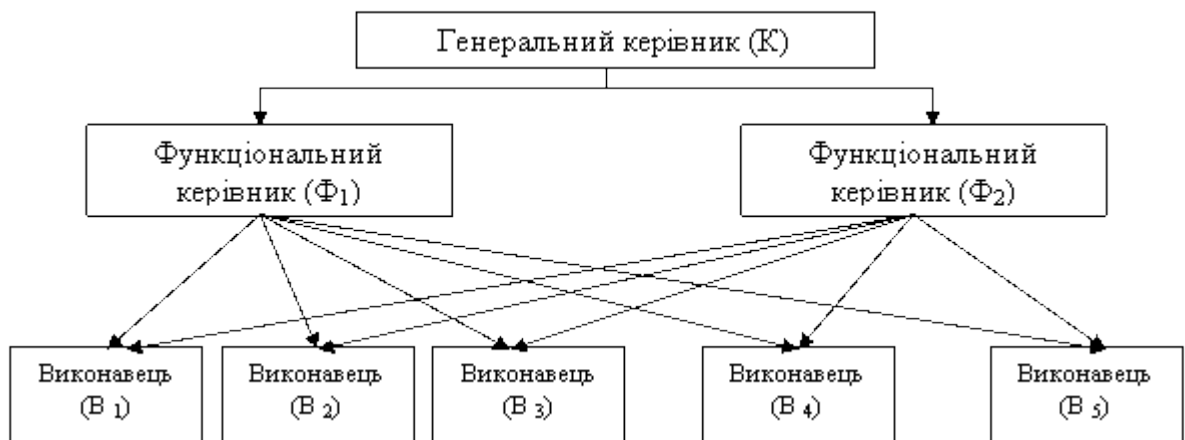 Генеральний керівник (К)
Функціональний
керівник (Ф1)
Функціональний
керівник (Ф2)
Виконавець
(В 1)
Виконавець
(В 2)
Виконавець
(В 3)
Виконавець
(В 4)
Виконавець
(В 5)